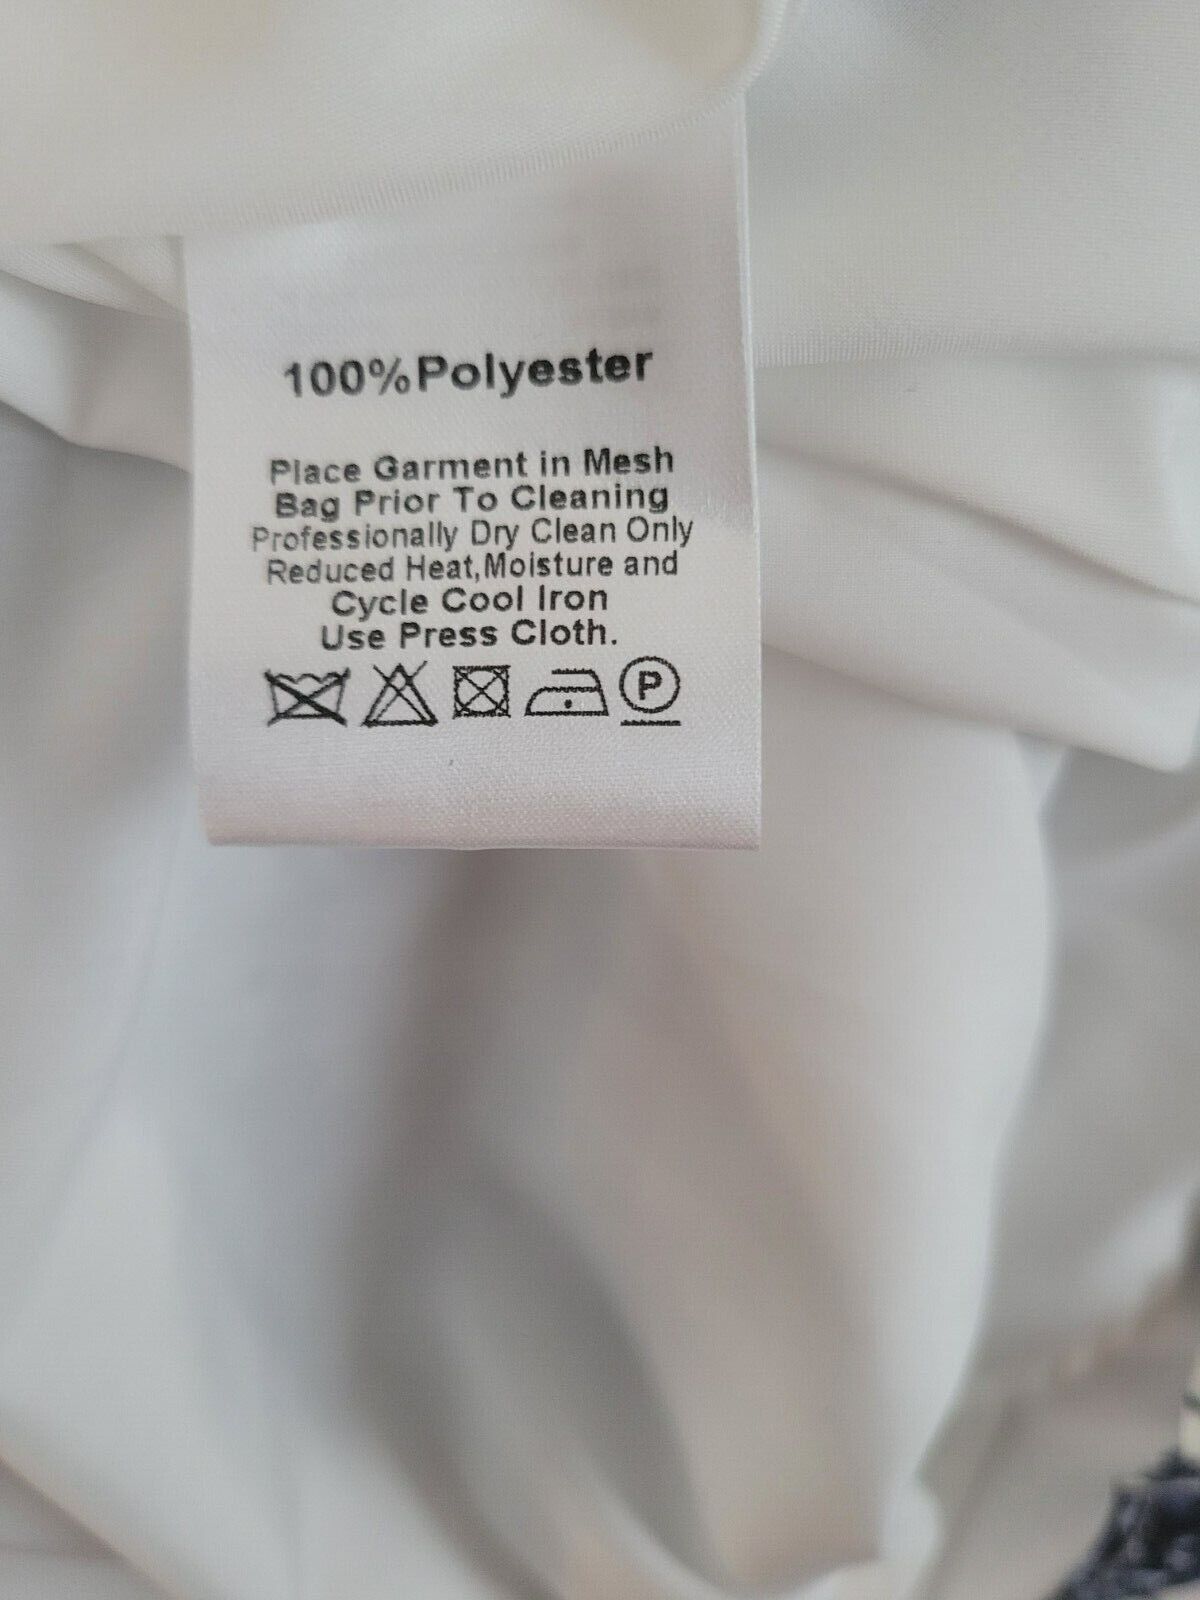 100%Polyester
Place Garment in Mesh
Bag Prior To Cleaning
Professionally Dry Clean Only
Reduced Heat,Moisture and
Cycle Cool Iron
Use Press Cloth.
P